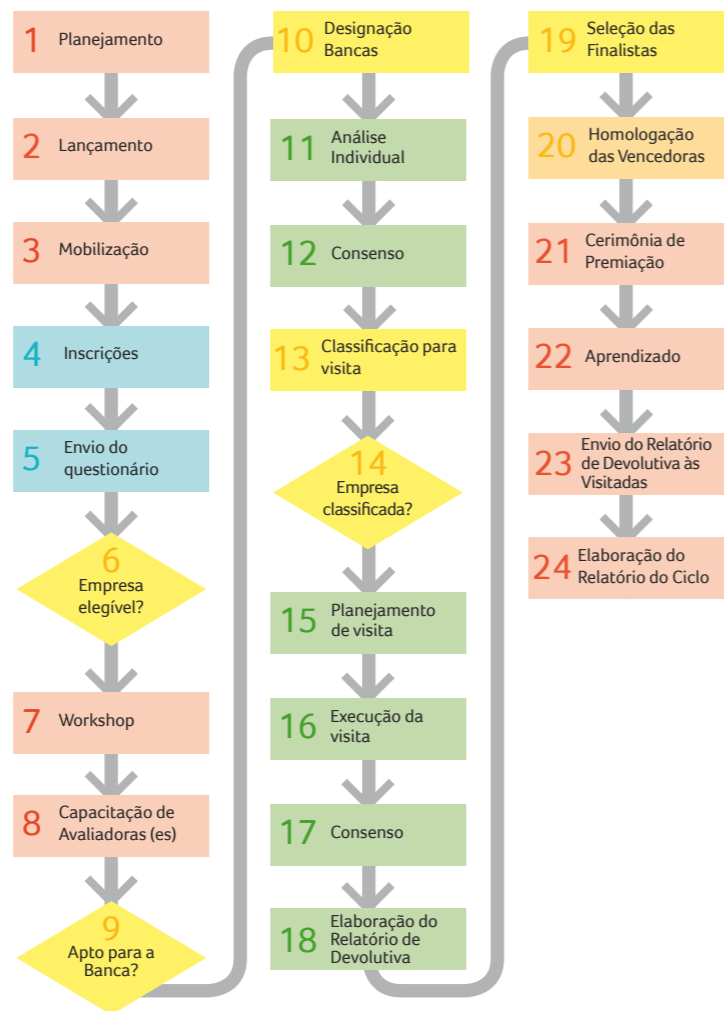 1 Planejamento
2 Lançamento
3 Mobilização
4 Inscrições
5 Envio do
questionário
6
Empresa
elegível?
7 Workshop
8 Capacitação de
Avaliadoras (es)
9
Apto para a
Banca?
10 Designação
Bancas
11 Análise
Individual
12 Consenso
13 Classificação para
visita
14
Empresa
classificada?
15 Planejamento
de visita
16 Execução da
visita
17 Consenso
18 Elaboração do
Relatório de
Devolutiva
19 Seleção das
Finalistas
20 Homologação
das Vencedoras
21 Cerimônia de
Premiação
22 Aprendizado
23 Envio do Relatório
de Devolutiva às
Visitadas
24 Elaboração do
Relatório do Ciclo